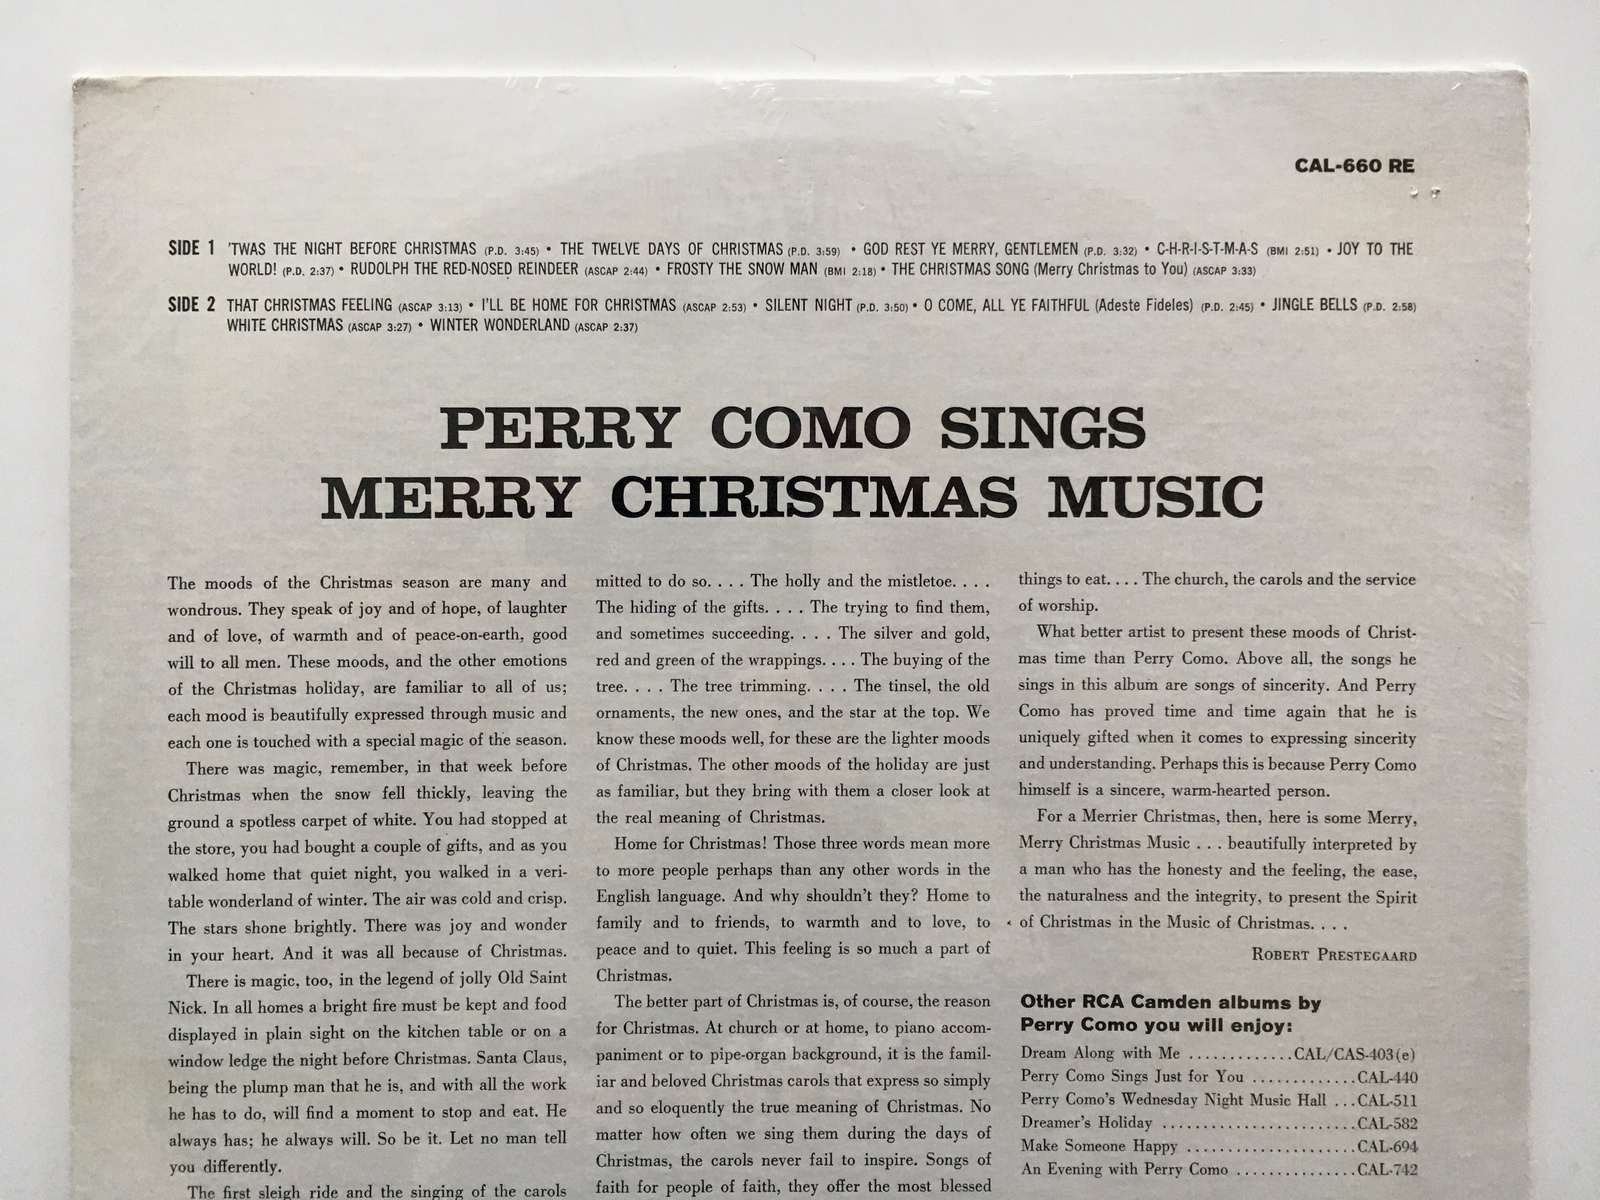 CAL-660 RE
SIDE 1 'TWAS THE NIGHT BEFORE CHRISTMAS (P.D. 3:45) • THE TWELVE DAYS OF CHRISTMAS (P.D. 3:59) • GOD REST YE MERRY, GENTLEMEN (P.D. 3:32) • C-H-R-I-S-T-M-A-S (BMI 2:51) • JOY TO THE
WORLD! (P.D. 2:37) • RUDOLPH THE RED-NOSED REINDEER (ASCAP 2:44) • FROSTY THE SNOW MAN (BMI 2:18) • THE CHRISTMAS SONG (Merry Christmas to You) (ASCAP 3:33)
SIDE 2 THAT CHRISTMAS FEELING (ASCAP 3:13) • I'LL BE HOME FOR CHRISTMAS (ASCAP 2:53) • SILENT NIGHT (P.D. 3:50) • O COME, ALL YE FAITHFUL (Adeste Fideles) (P.D. 2:45) • JINGLE BELLS (P.D. 2:58)
WHITE CHRISTMAS (ASCAP 3:27) • WINTER WONDERLAND (ASCAP 2:37)
PERRY COMO SINGS
MERRY CHRISTMAS MUSIC
The moods of the Christmas season are many and
wondrous. They speak of joy and of hope, of laughter
and of love, of warmth and of peace-on-earth, good
will to all men. These moods, and the other emotions
of the Christmas holiday, are familiar to all of us;
each mood is beautifully expressed through music and
each one is touched with a special magic of the season.
There was magic, remember, in that week before
Christmas when the snow fell thickly, leaving the
ground a spotless carpet of white. You had stopped at
the store, you had bought a couple of gifts, and as you
walked home that quiet night, you walked in a veri-
table wonderland of winter. The air was cold and crisp.
The stars shone brightly. There was joy and wonder
in your heart. And it was all because of Christmas.
There is magic, too, in the legend of jolly Old Saint
Nick. In all homes a bright fire must be kept and food
displayed in plain sight on the kitchen table or on a
window ledge the night before Christmas. Santa Claus,
being the plump man that he is, and with all the work
he has to do, will find a moment to stop and eat. He
always has; he always will. So be it. Let no man tell
you differently.
The first sleigh ride and the singing of the carols
mitted to do so. . . . The holly and the mistletoe. . . .
The hiding of the gifts. . . . The trying to find them,
and sometimes succeeding. . . . The silver and gold,
red and green of the wrappings. . . . The buying of the
tree. . . . The tree trimming. . . . The tinsel, the old
ornaments, the new ones, and the star at the top. We
know these moods well, for these are the lighter moods
of Christmas. The other moods of the holiday are just
as familiar, but they bring with them a closer look at
the real meaning of Christmas.
Home for Christmas! Those three words mean more
to more people perhaps than any other words in the
English language. And why shouldn't they? Home to
family and to friends, to warmth and to love, to
peace and to quiet. This feeling is so much a part of
Christmas.
The better part of Christmas is, of course, the reason
for Christmas. At church or at home, to piano accom-
paniment or to pipe-organ background, it is the famil-
iar and beloved Christmas carols that express so simply
and so eloquently the true meaning of Christmas. No
matter how often we sing them during the days of
Christmas, the carols never fail to inspire. Songs of
faith for people of faith, they offer the most blessed
things to eat. . . . The church, the carols and the service
of worship.
What better artist to present these moods of Christ-
mas time than Perry Como. Above all, the songs he
sings in this album are songs of sincerity. And Perry
Como has proved time and time again that he is
uniquely gifted when it comes to expressing sincerity
and understanding. Perhaps this is because Perry Como
himself is a sincere, warm-hearted person.
For a Merrier Christmas, then, here is some Merry,
Merry Christmas Music . . . beautifully interpreted by
a man who has the honesty and the feeling, the ease,
the naturalness and the integrity, to present the Spirit
of Christmas in the Music of Christmas. . . .
ROBERT PRESTEGAARD
Other RCA Camden albums by
Perry Como you will enjoy:
Dream Along with Me .............CAL/CAS-403(e)
Perry Como Sings Just for You .............CAL-440
Perry Como's Wednesday Night Music Hall ...CAL-511
Dreamer's Holiday ........................CAL-582
Make Someone Happy .....................CAL-694
An Evening with Perry Como ...............CAL-742